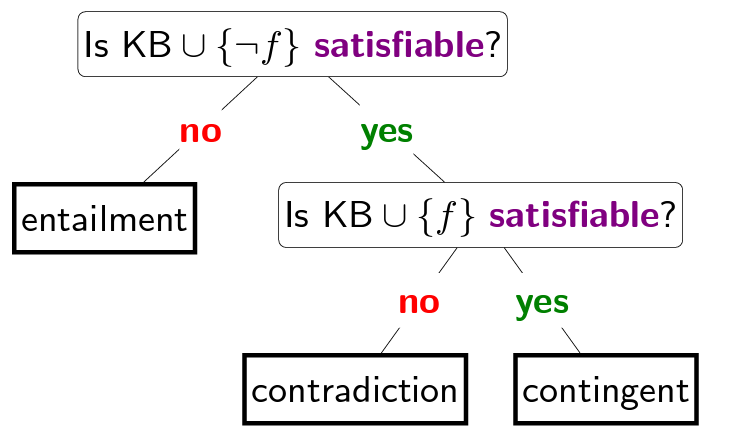 Is KB ∪ {¬f} satisfiable?
no yes
entailment
Is KB ∪ {f} satisfiable?
no yes
contradiction contingent